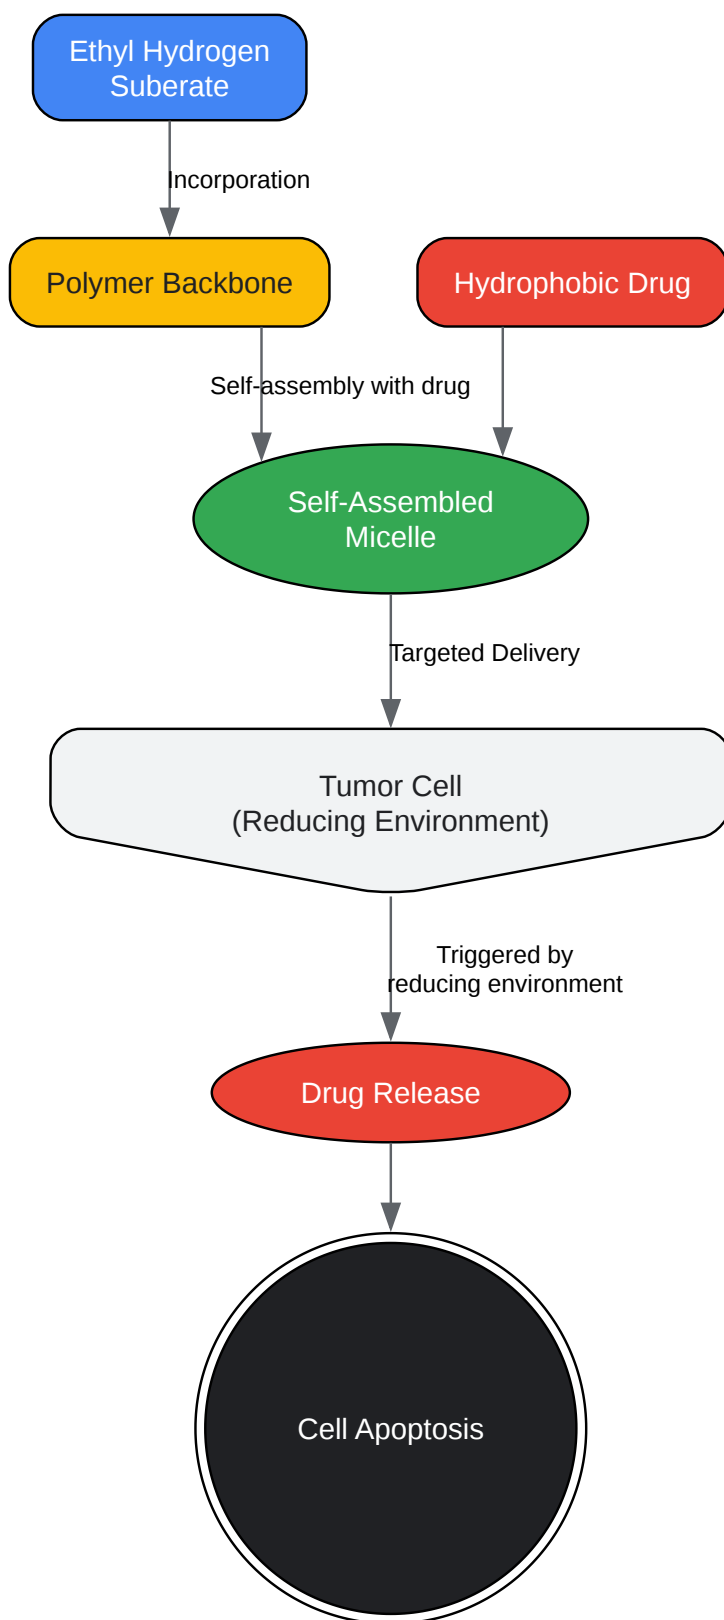 Ethyl Hydrogen
Suberate
Incorporation
Polymer Backbone
Hydrophobic Drug
Self-assembly with drug
Self-Assembled
Micelle
Targeted Delivery
Tumor Cell
(Reducing Environment)
Triggered by
reducing environment
Drug Release
Cell Apoptosis